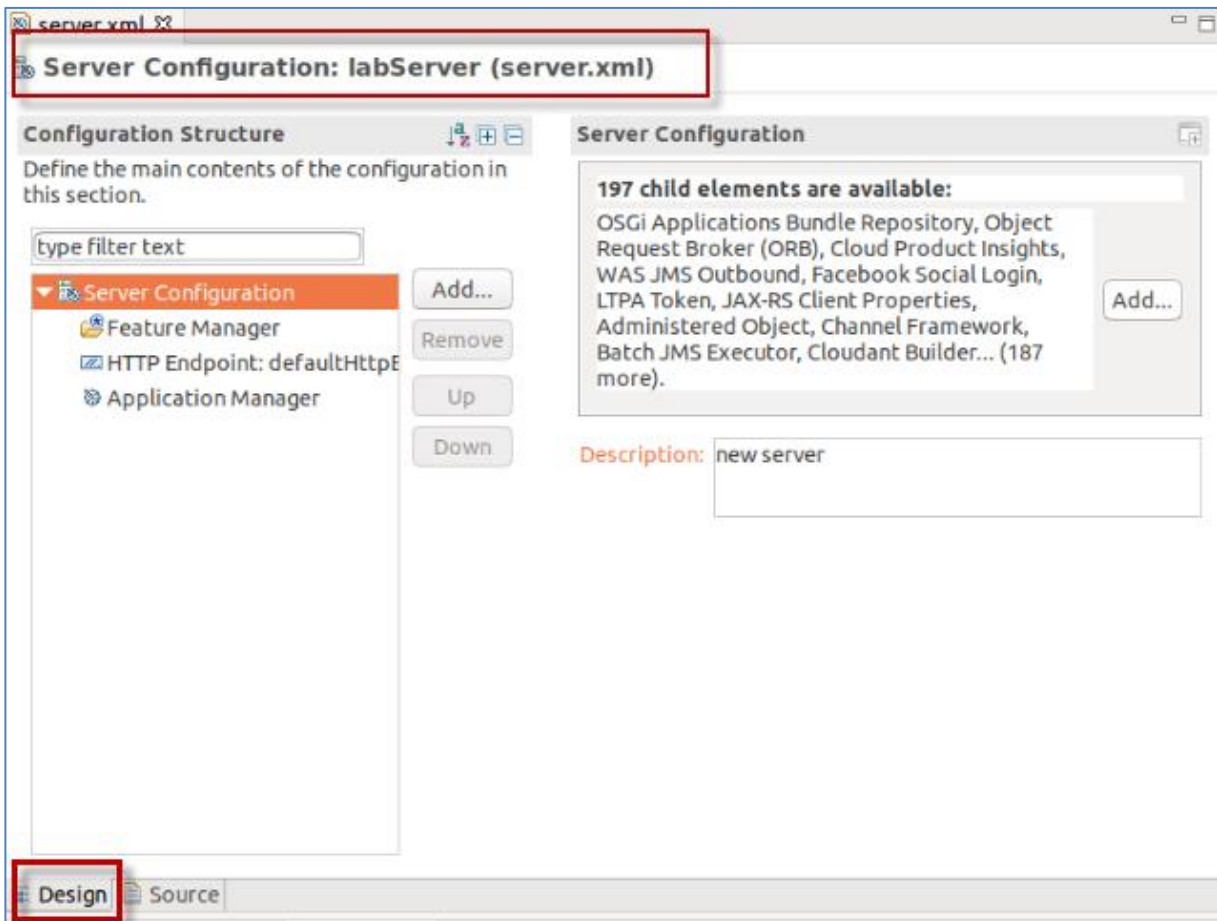 server.xml
Server Configuration: labServer (server.xml)
Configuration Structure
Define the main contents of the configuration in
this section.
type filter text
Server Configuration
Feature Manager
HTTP Endpoint: defaultHttpE
Application Manager
Add...
Remove
Up
Down
Server Configuration
197 child elements are available:
OSGi Applications Bundle Repository, Object
Request Broker (ORB), Cloud Product Insights,
WAS JMS Outbound, Facebook Social Login,
LTPA Token, JAX-RS Client Properties,
Administered Object, Channel Framework,
Batch JMS Executor, Cloudant Builder... (187
more).
Add...
Description: new server
Design Source